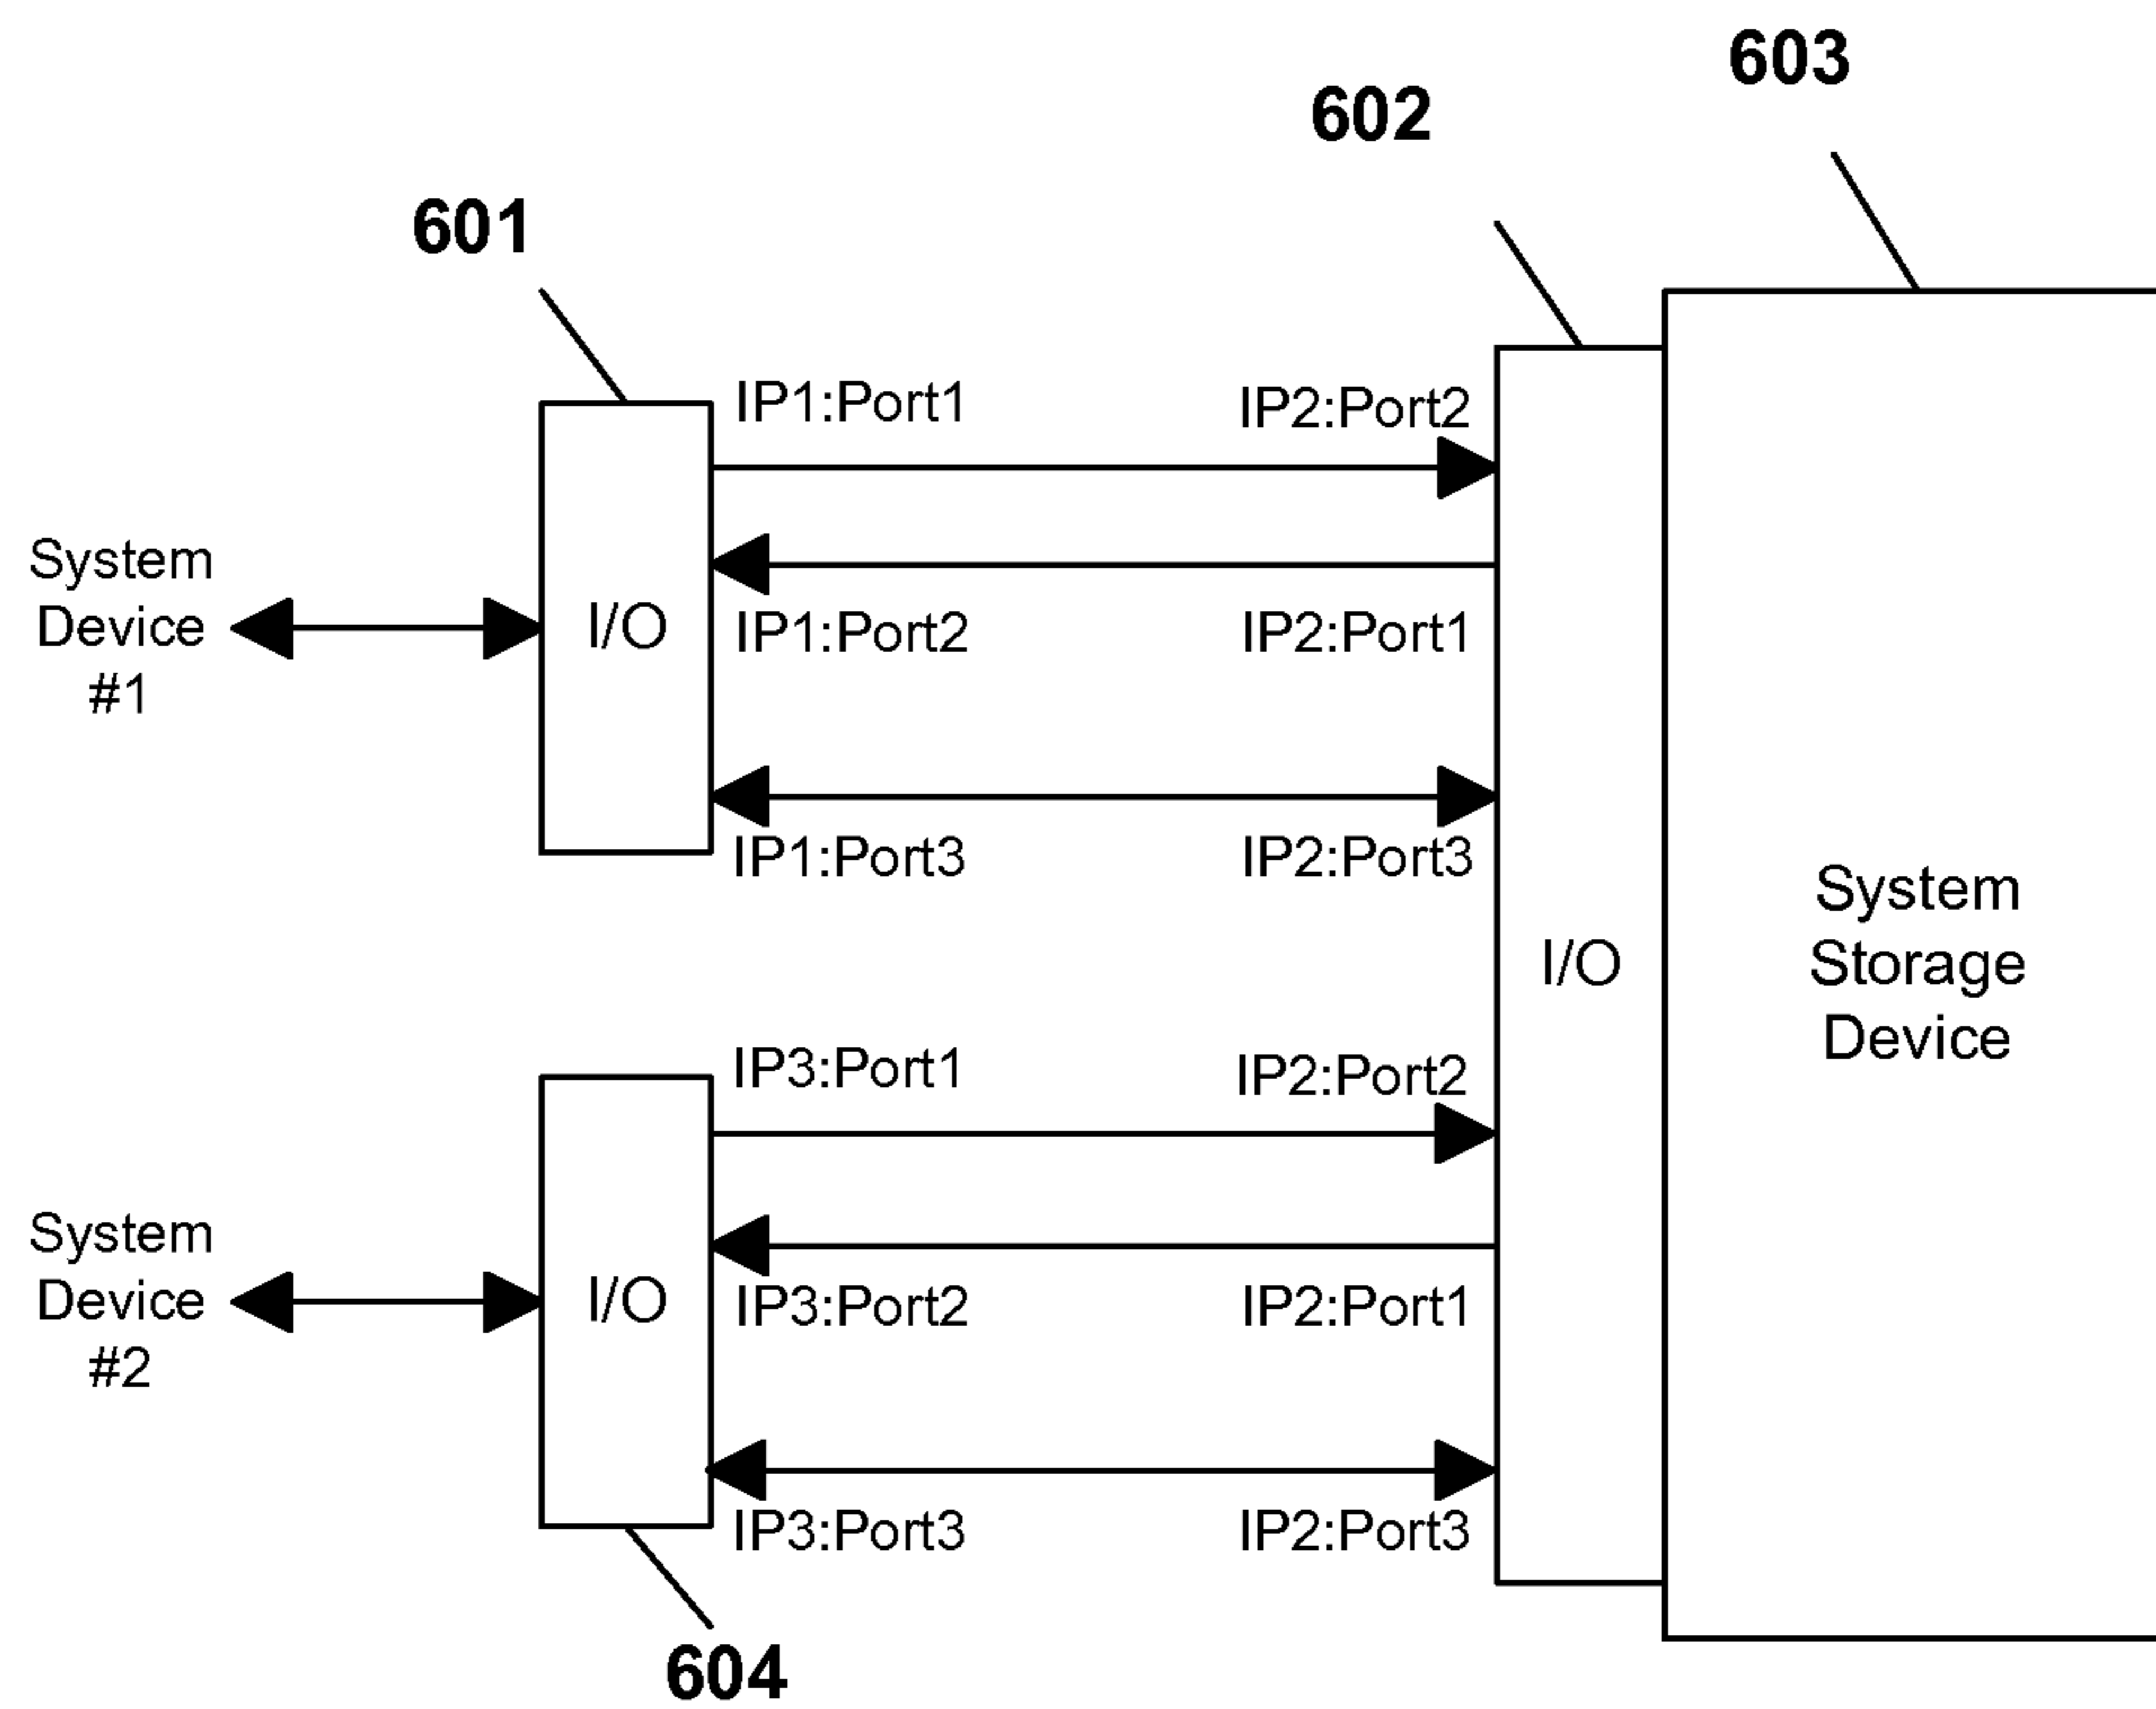 603
602
601
IP1:Port1
IP2:Port2
System
Device
#1
I/O
IP1:Port2
IP2:Port1
IP1:Port3
IP2:Port3
I/O
System
Storage
Device
IP3:Port1
IP2:Port2
System
Device
#2
I/O
IP3:Port2
IP2:Port1
IP3:Port3
IP2:Port3
604